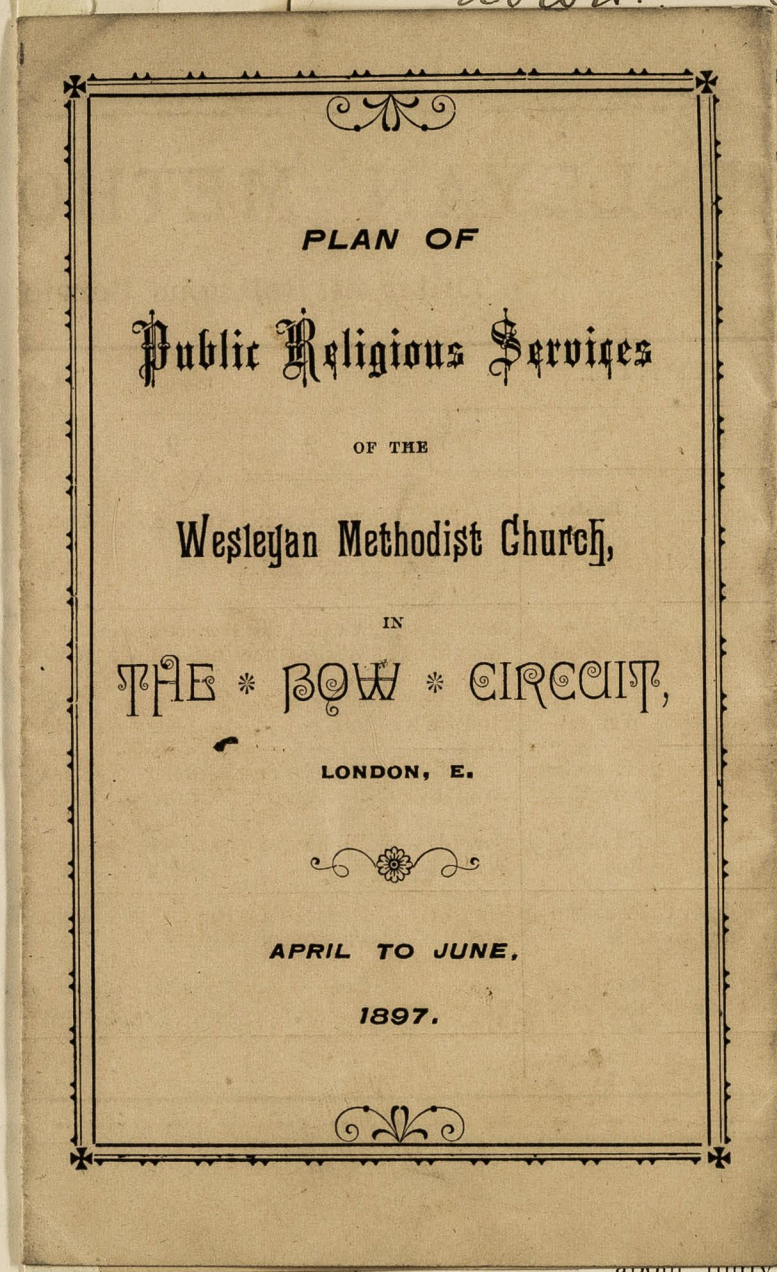 PLAN OF
Public Religious Services
OF THE
Wesleyan Methodist Church,
IN
THE * BOW * CIRCUIT,
LONDON, E.
APRIL TO JUNE,
1897.